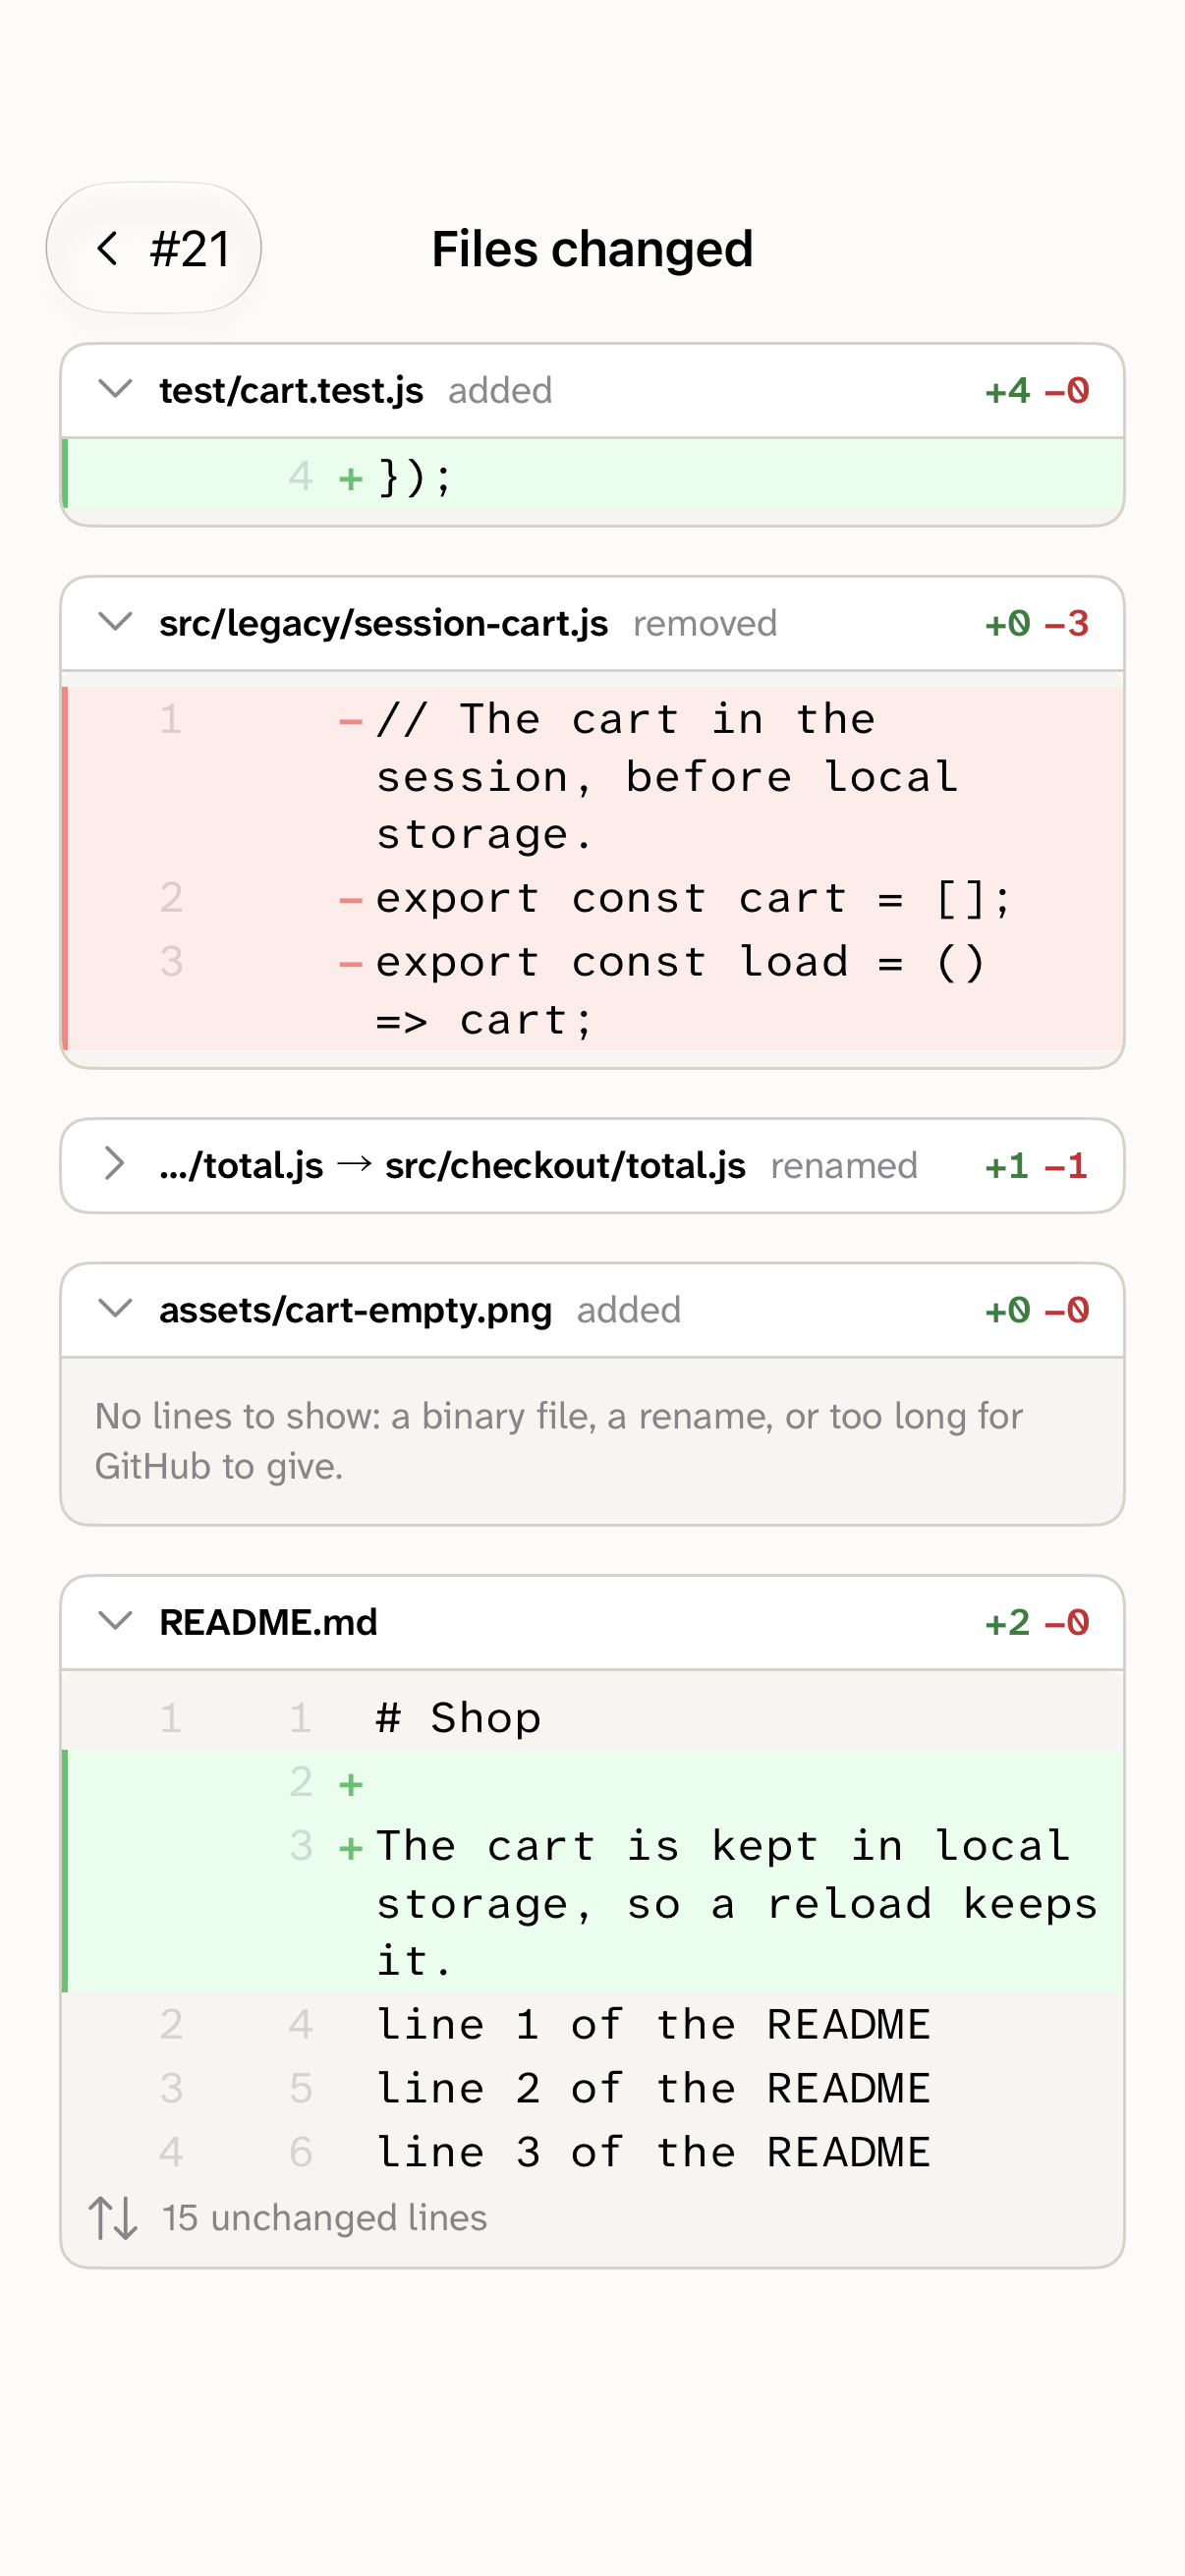 #21
Files changed
test/cart.test.js added +4 −0
4 + });
src/legacy/session-cart.js removed +0 −3
1 − // The cart in the
session, before local
storage.
2 − export const cart = [];
3 − export const load = ()
=> cart;
.../total.js → src/checkout/total.js renamed +1 −1
assets/cart-empty.png added +0 −0
No lines to show: a binary file, a rename, or too long for
GitHub to give.
README.md +2 −0
1 1 # Shop
2 +
3 + The cart is kept in local
storage, so a reload keeps
it.
2 4 line 1 of the README
3 5 line 2 of the README
4 6 line 3 of the README
15 unchanged lines